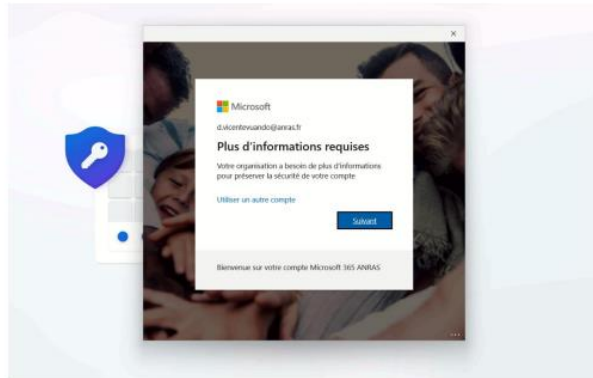 Microsoft
d.vicentevuando@anras.fr
Plus d'informations requises
Votre organisation a besoin de plus d'informations
pour préserver la sécurité de votre compte
Utiliser un autre compte
Suivant
Bienvenue sur votre compte Microsoft 365 ANRAS